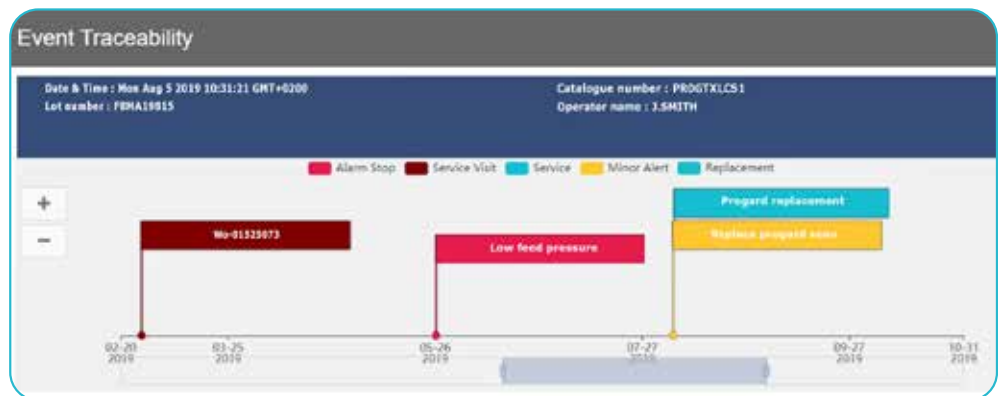 Event Traceability
Date & Time : Mon Aug 5 2019 10:31:21 GMT+0200
Catalogue number : PROGTXLCS1
Lot number : F8HA19815
Operator name : J.SMITH
Alarm Stop Service Visit Service Minor Alert Replacement
+
Progard replacement
−
Wo-01525073
Replace progard soon
Low feed pressure
02-20 03-25 05-26 07-27 09-27 10-31
2019 2019 2019 2019 2019 2019